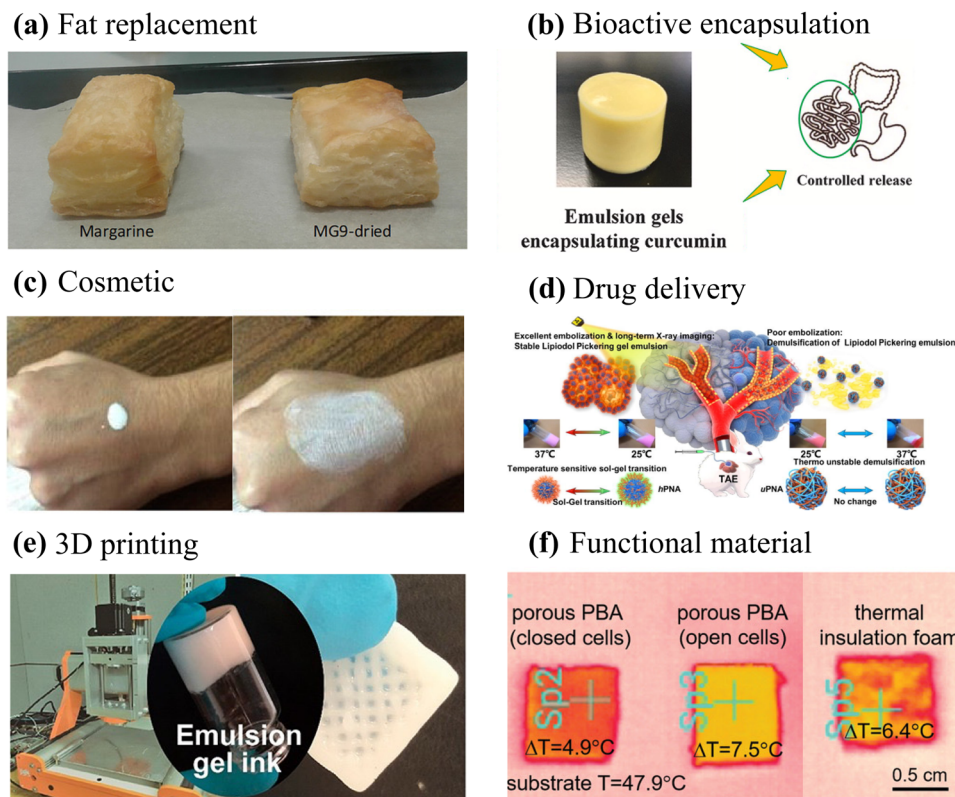 (a) Fat replacement
Margarine
MG9-dried
(b) Bioactive encapsulation
Emulsion gels
encapsulating curcumin
Controlled release
(c) Cosmetic
(d) Drug delivery
Excellent embolization & long-term X-ray imaging:
Stable Lipiodol Pickering gel emulsion
Poor embolization:
Demulsification of Lipiodol Pickering emulsion
37℃
25℃
25℃
37℃
Temperature sensitive sol-gel transition
Thermo unstable demulsification
TAE
hPNA
Sol-Gel transition
uPNA
No change
(e) 3D printing
Emulsion
gel ink
(f) Functional material
porous PBA
(closed cells)
porous PBA
(open cells)
thermal
insulation foam
Sp2
Sp3
Sp5
ΔT=4.9°C
ΔT=7.5°C
ΔT=6.4°C
substrate T=47.9°C
0.5 cm